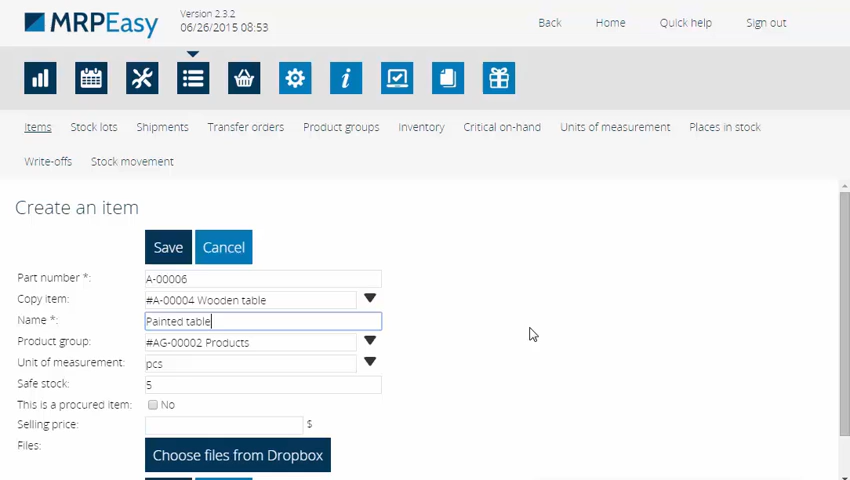 MRPEasy
Version 2.3.2
06/26/2015 08:53
Back Home Quick help Sign out
Items Stock lots Shipments Transfer orders Product groups Inventory Critical on-hand Units of measurement Places in stock
Write-offs Stock movement
Create an item
Save Cancel
Part number *: A-00006
Copy item: #A-00004 Wooden table
Name *: Painted table
Product group: #AG-00002 Products
Unit of measurement: pcs
Safe stock: 5
This is a procured item: No
Selling price: $
Files: Choose files from Dropbox